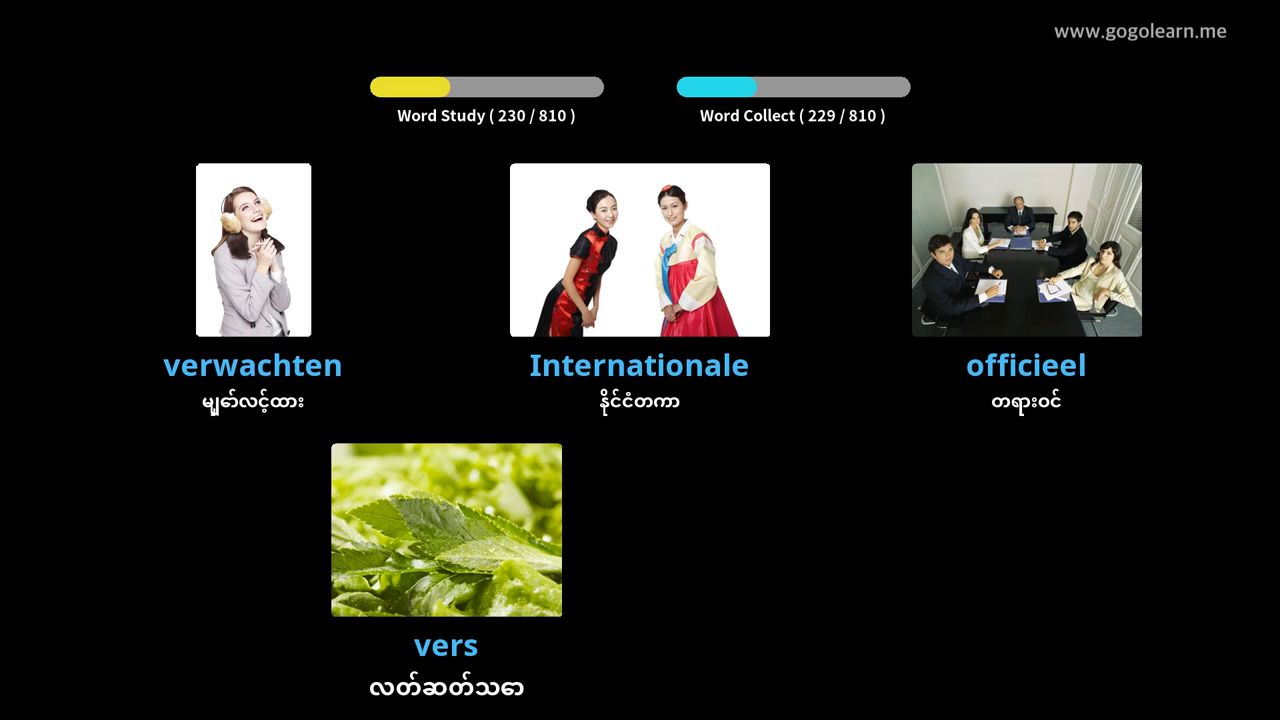 www.gogolearn.me
Word Study ( 230 / 810 )
Word Collect ( 229 / 810 )
verwachten
Internationale
officieel
မျှော်လင့်ထား
နိုင်ငံတကာ
တရားဝင်
vers
လတ်ဆတ်သော